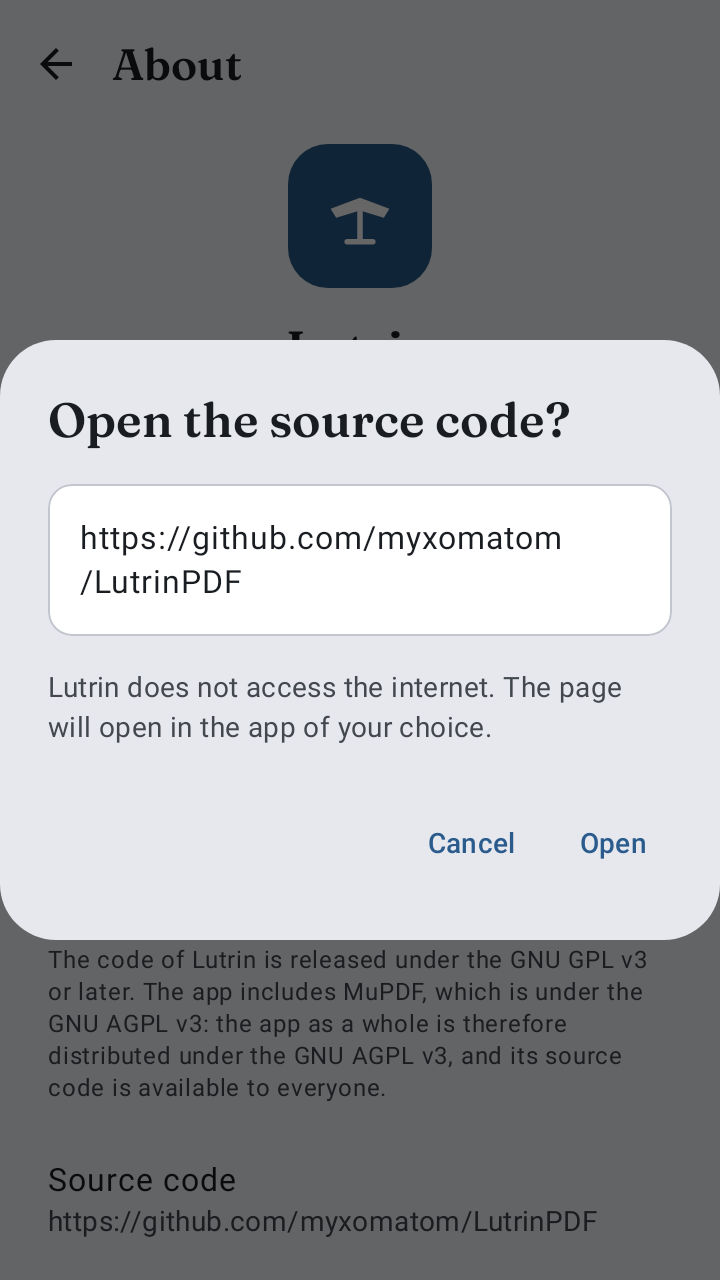 About
Open the source code?
https://github.com/myxomatom
/LutrinPDF
Lutrin does not access the internet. The page
will open in the app of your choice.
Cancel
Open
The code of Lutrin is released under the GNU GPL v3
or later. The app includes MuPDF, which is under the
GNU AGPL v3: the app as a whole is therefore
distributed under the GNU AGPL v3, and its source
code is available to everyone.
Source code
https://github.com/myxomatom/LutrinPDF